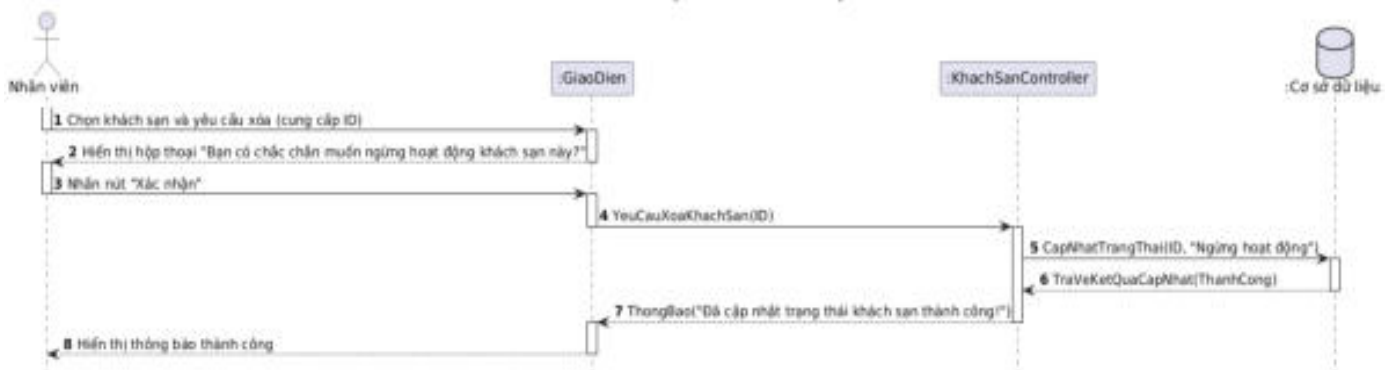 Nhân viên
:GiaoDien
:KhachSanController
:Cơ sở dữ liệu
1 Chọn khách sạn và yêu cầu xóa (cung cấp ID)
2 Hiển thị hộp thoại "Bạn có chắc chắn muốn ngừng hoạt động khách sạn này?"
3 Nhấn nút "Xác nhận"
4 YeuCauXoaKhachSan(ID)
5 CapNhatTrangThai(ID, "Ngừng hoạt động")
6 TraVeKetQuaCapNhat(ThanhCong)
7 ThongBao("Đã cập nhật trạng thái khách sạn thành công!")
8 Hiển thị thông báo thành công